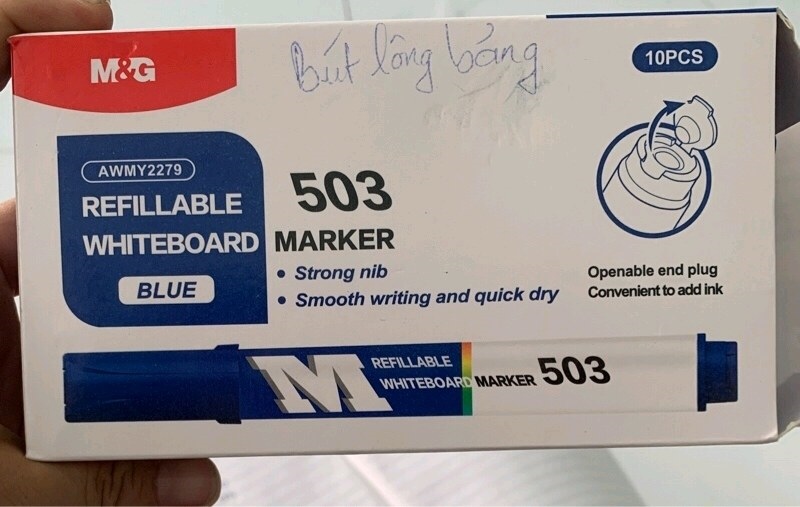 M&G
Bút lông bảng
10PCS
AWMY2279
REFILLABLE
WHITEBOARD MARKER
503
BLUE
• Strong nib
• Smooth writing and quick dry
Openable end plug
Convenient to add ink
M REFILLABLE
WHITEBOARD MARKER 503